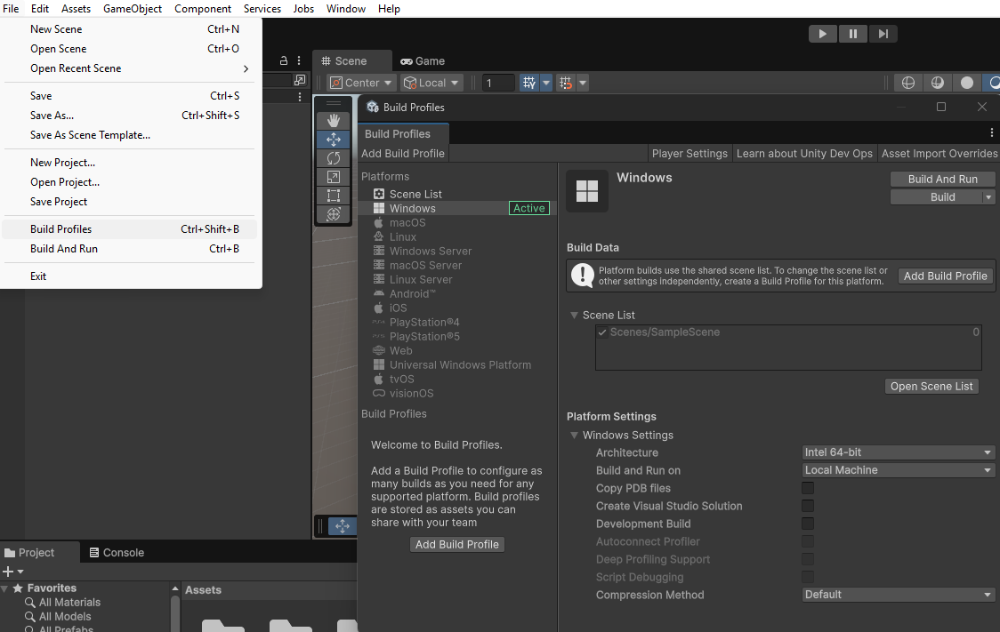 File Edit Assets GameObject Component Services Jobs Window Help
New Scene Ctrl+N
Open Scene Ctrl+O
Open Recent Scene
Save Ctrl+S
Save As... Ctrl+Shift+S
Save As Scene Template...
New Project...
Open Project...
Save Project
Build Profiles Ctrl+Shift+B
Build And Run Ctrl+B
Exit
Scene Game
Center Local 1
Build Profiles
Build Profiles
Add Build Profile Player Settings Learn about Unity Dev Ops Asset Import Overrides
Platforms
Scene List
Windows Active
macOS
Linux
Windows Server
macOS Server
Linux Server
Android™
iOS
PlayStation®4
PlayStation®5
Web
Universal Windows Platform
tvOS
visionOS
Build Profiles
Welcome to Build Profiles.
Add a Build Profile to configure as
many builds as you need for any
supported platform. Build profiles
are stored as assets you can
share with your team
Add Build Profile
Windows
Build And Run
Build
Build Data
Platform builds use the shared scene list. To change the scene list or
other settings independently, create a Build Profile for this platform.
Add Build Profile
Scene List
Scenes/SampleScene 0
Open Scene List
Platform Settings
Windows Settings
Architecture Intel 64-bit
Build and Run on Local Machine
Copy PDB files
Create Visual Studio Solution
Development Build
Autoconnect Profiler
Deep Profiling Support
Script Debugging
Compression Method Default
Project Console
Favorites
All Materials
All Models
All Prefabs
Assets